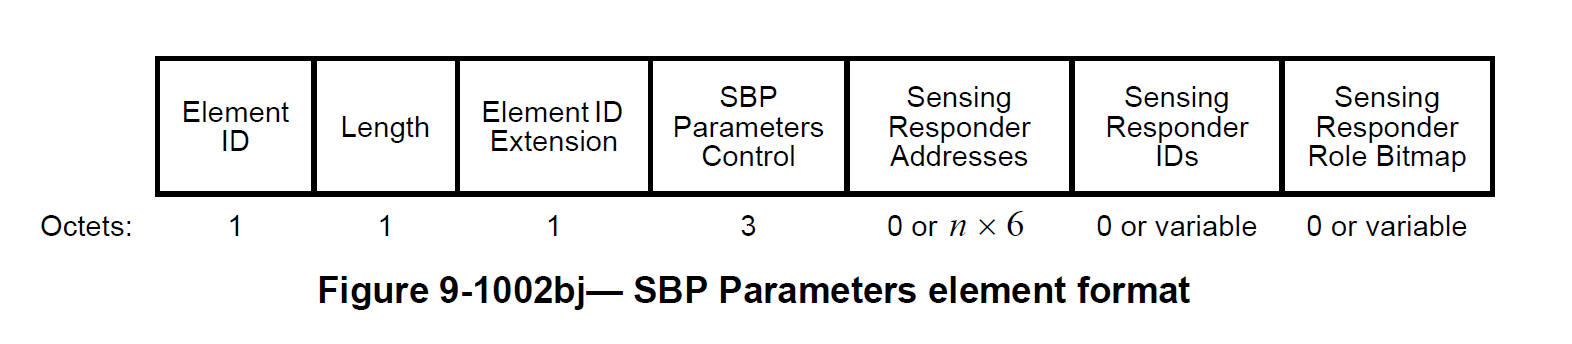 Element
ID
Length
Element ID
Extension
SBP
Parameters
Control
Sensing
Responder
Addresses
Sensing
Responder
IDs
Sensing
Responder
Role Bitmap
Octets: 1 1 1 3 0 or n × 6 0 or variable 0 or variable
Figure 9-1002bj— SBP Parameters element format